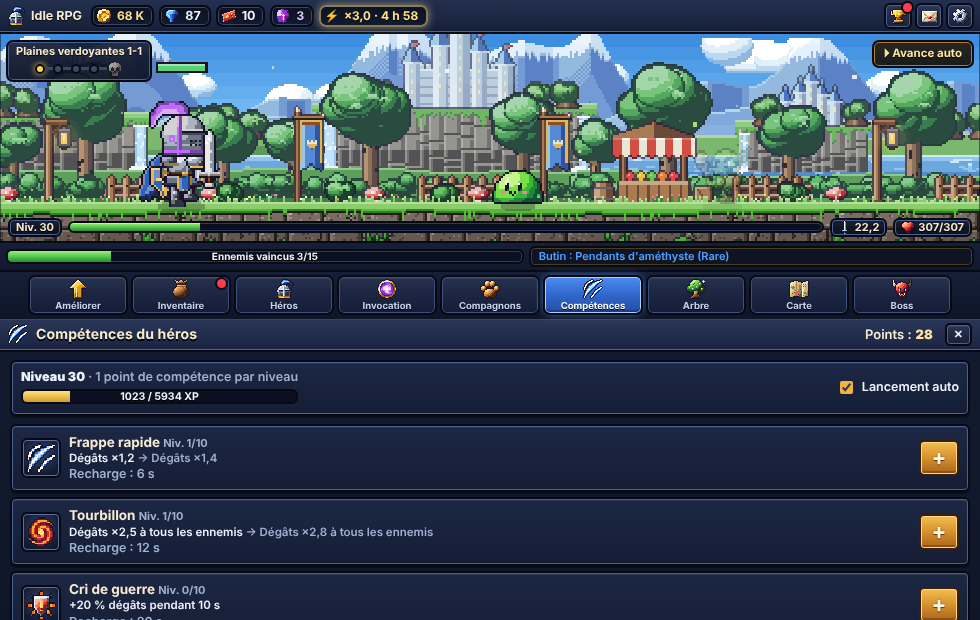 Idle RPG 68 K 87 10 3 ×3,0 · 4 h 58
Plaines verdoyantes 1-1
Avance auto
Niv. 30 22,2 307/307
Ennemis vaincus 3/15 Butin : Pendants d'améthyste (Rare)
Améliorer Inventaire Héros Invocation Compagnons Compétences Arbre Carte Boss
Compétences du héros Points : 28 ×
Niveau 30 · 1 point de compétence par niveau
1023 / 5934 XP
Lancement auto
Frappe rapide Niv. 1/10
Dégâts ×1,2 → Dégâts ×1,4
Recharge : 6 s
+
Tourbillon Niv. 1/10
Dégâts ×2,5 à tous les ennemis → Dégâts ×2,8 à tous les ennemis
Recharge : 12 s
+
Cri de guerre Niv. 0/10
+20 % dégâts pendant 10 s
+